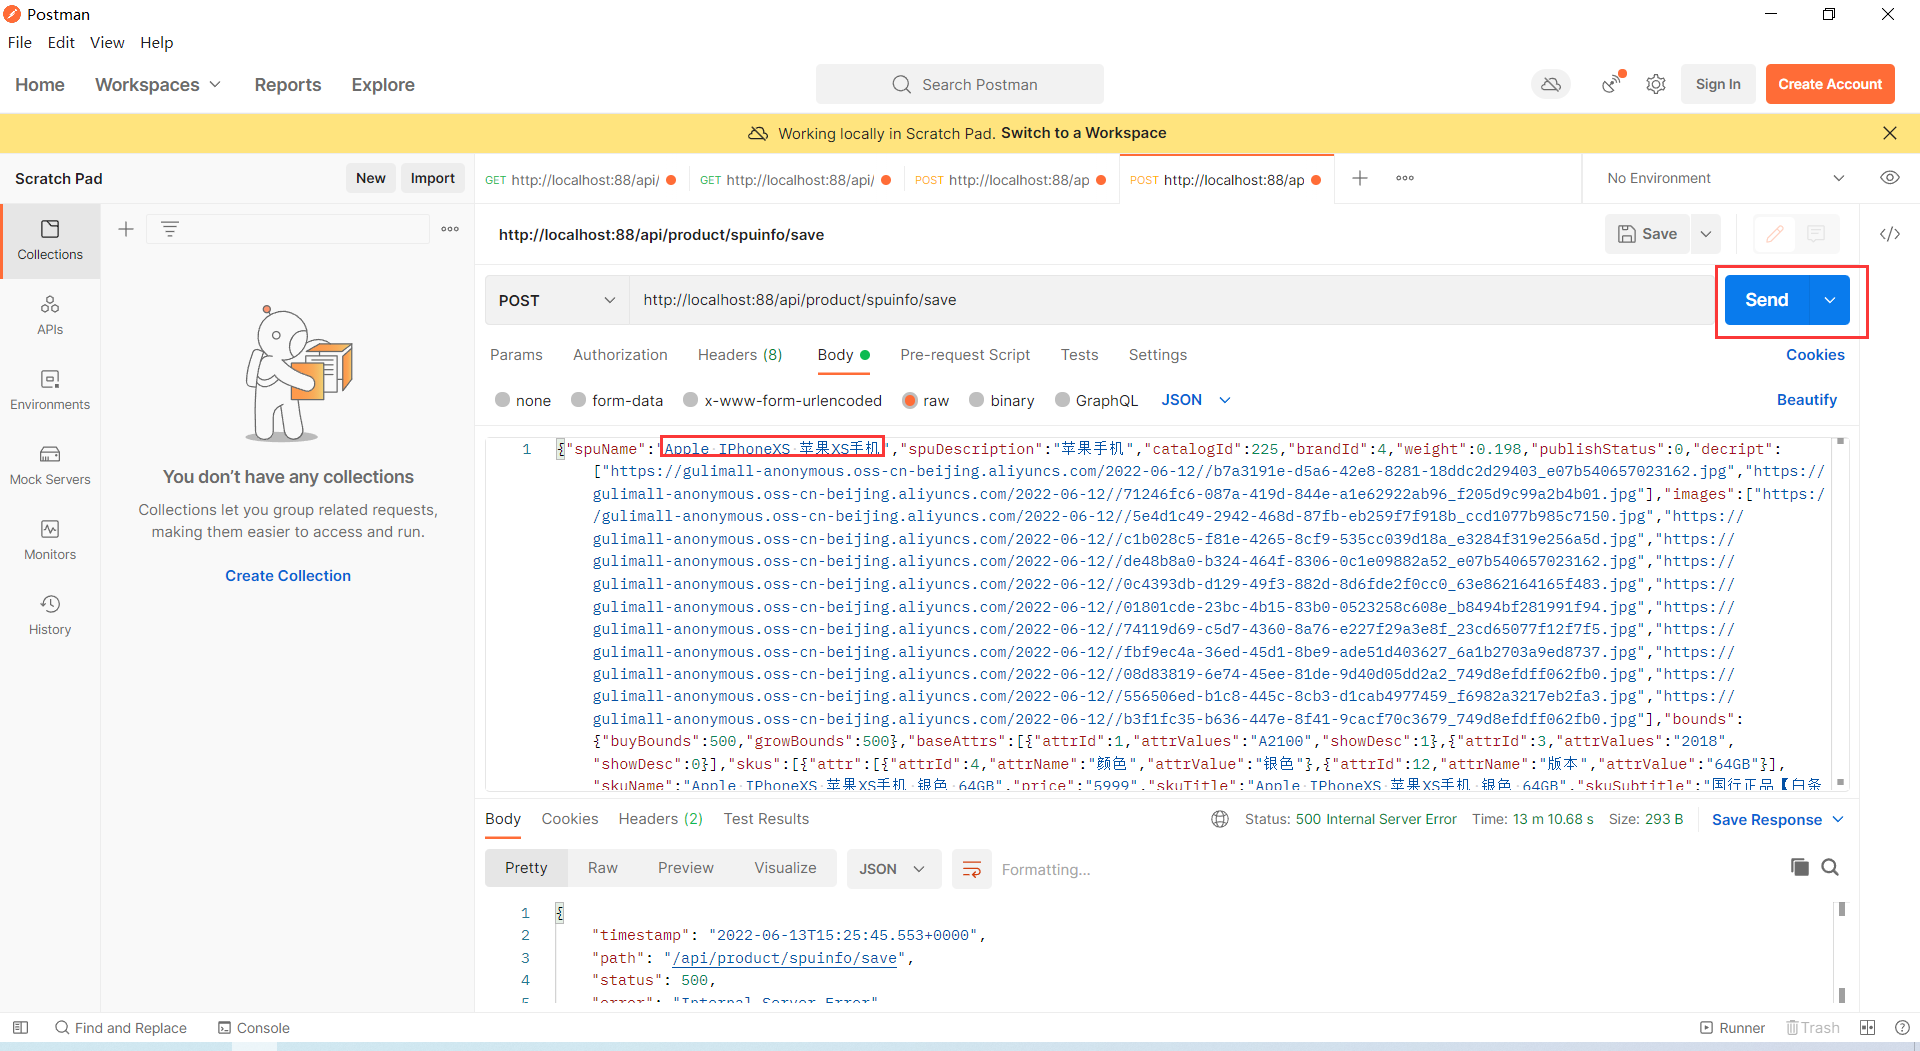 Postman
File Edit View Help
Home Workspaces Reports Explore Search Postman Sign In Create Account
Working locally in Scratch Pad. Switch to a Workspace
Scratch Pad New Import
GET http://localhost:88/api/ GET http://localhost:88/api/ POST http://localhost:88/ap POST http://localhost:88/ap No Environment
Collections
APIs
Environments
Mock Servers
Monitors
History
You don't have any collections
Collections let you group related requests,
making them easier to access and run.
Create Collection
http://localhost:88/api/product/spuinfo/save Save
POST http://localhost:88/api/product/spuinfo/save Send
Params Authorization Headers (8) Body Pre-request Script Tests Settings Cookies
none form-data x-www-form-urlencoded raw binary GraphQL JSON Beautify
1 {"spuName":"Apple IPhoneXS 苹果XS手机","spuDescription":"苹果手机","catalogId":225,"brandId":4,"weight":0.198,"publishStatus":0,"decript":
["https://gulimall-anonymous.oss-cn-beijing.aliyuncs.com/2022-06-12//b7a3191e-d5a6-42e8-8281-18ddc2d29403_e07b540657023162.jpg","https://
gulimall-anonymous.oss-cn-beijing.aliyuncs.com/2022-06-12//71246fc6-087a-419d-844e-a1e62922ab96_f205d9c99a2b4b01.jpg"],"images":["https:/
/gulimall-anonymous.oss-cn-beijing.aliyuncs.com/2022-06-12//5e4d1c49-2942-468d-87fb-eb259f7f918b_ccd1077b985c7150.jpg","https://
gulimall-anonymous.oss-cn-beijing.aliyuncs.com/2022-06-12//c1b028c5-f81e-4265-8cf9-535cc039d18a_e3284f319e256a5d.jpg","https://
gulimall-anonymous.oss-cn-beijing.aliyuncs.com/2022-06-12//de48b8a0-b324-464f-8306-0c1e09882a52_e07b540657023162.jpg","https://
gulimall-anonymous.oss-cn-beijing.aliyuncs.com/2022-06-12//0c4393db-d129-49f3-882d-8d6fde2f0cc0_63e862164165f483.jpg","https://
gulimall-anonymous.oss-cn-beijing.aliyuncs.com/2022-06-12//01801cde-23bc-4b15-83b0-0523258c608e_b8494bf281991f94.jpg","https://
gulimall-anonymous.oss-cn-beijing.aliyuncs.com/2022-06-12//74119d69-c5d7-4360-8a76-e227f29a3e8f_23cd65077f12f7f5.jpg","https://
gulimall-anonymous.oss-cn-beijing.aliyuncs.com/2022-06-12//fbf9ec4a-36ed-45d1-8be9-ade51d403627_6a1b2703a9ed8737.jpg","https://
gulimall-anonymous.oss-cn-beijing.aliyuncs.com/2022-06-12//08d83819-6e74-45ee-81de-9d40d05dd2a2_749d8efdff062fb0.jpg","https://
gulimall-anonymous.oss-cn-beijing.aliyuncs.com/2022-06-12//556506ed-b1c8-445c-8cb3-d1cab4977459_f6982a3217eb2fa3.jpg","https://
gulimall-anonymous.oss-cn-beijing.aliyuncs.com/2022-06-12//b3f1fc35-b636-447e-8f41-9cacf70c3679_749d8efdff062fb0.jpg"],"bounds":
{"buyBounds":500,"growBounds":500},"baseAttrs":[{"attrId":1,"attrValues":"A2100","showDesc":1},{"attrId":3,"attrValues":"2018",
"showDesc":0}],"skus":[{"attr":[{"attrId":4,"attrName":"颜色","attrValue":"银色"},{"attrId":12,"attrName":"版本","attrValue":"64GB"}],
"skuName":"Apple IPhoneXS 苹果XS手机 银色 64GB","price":"5999","skuTitle":"Apple IPhoneXS 苹果XS手机 银色 64GB","skuSubtitle":"国行正品【白条
Body Cookies Headers (2) Test Results Status: 500 Internal Server Error Time: 13 m 10.68 s Size: 293 B Save Response
Pretty Raw Preview Visualize JSON Formatting...
1 {
2 "timestamp": "2022-06-13T15:25:45.553+0000",
3 "path": "/api/product/spuinfo/save",
4 "status": 500,
5 "error": "Internal Server Error"
Find and Replace Console Runner Trash